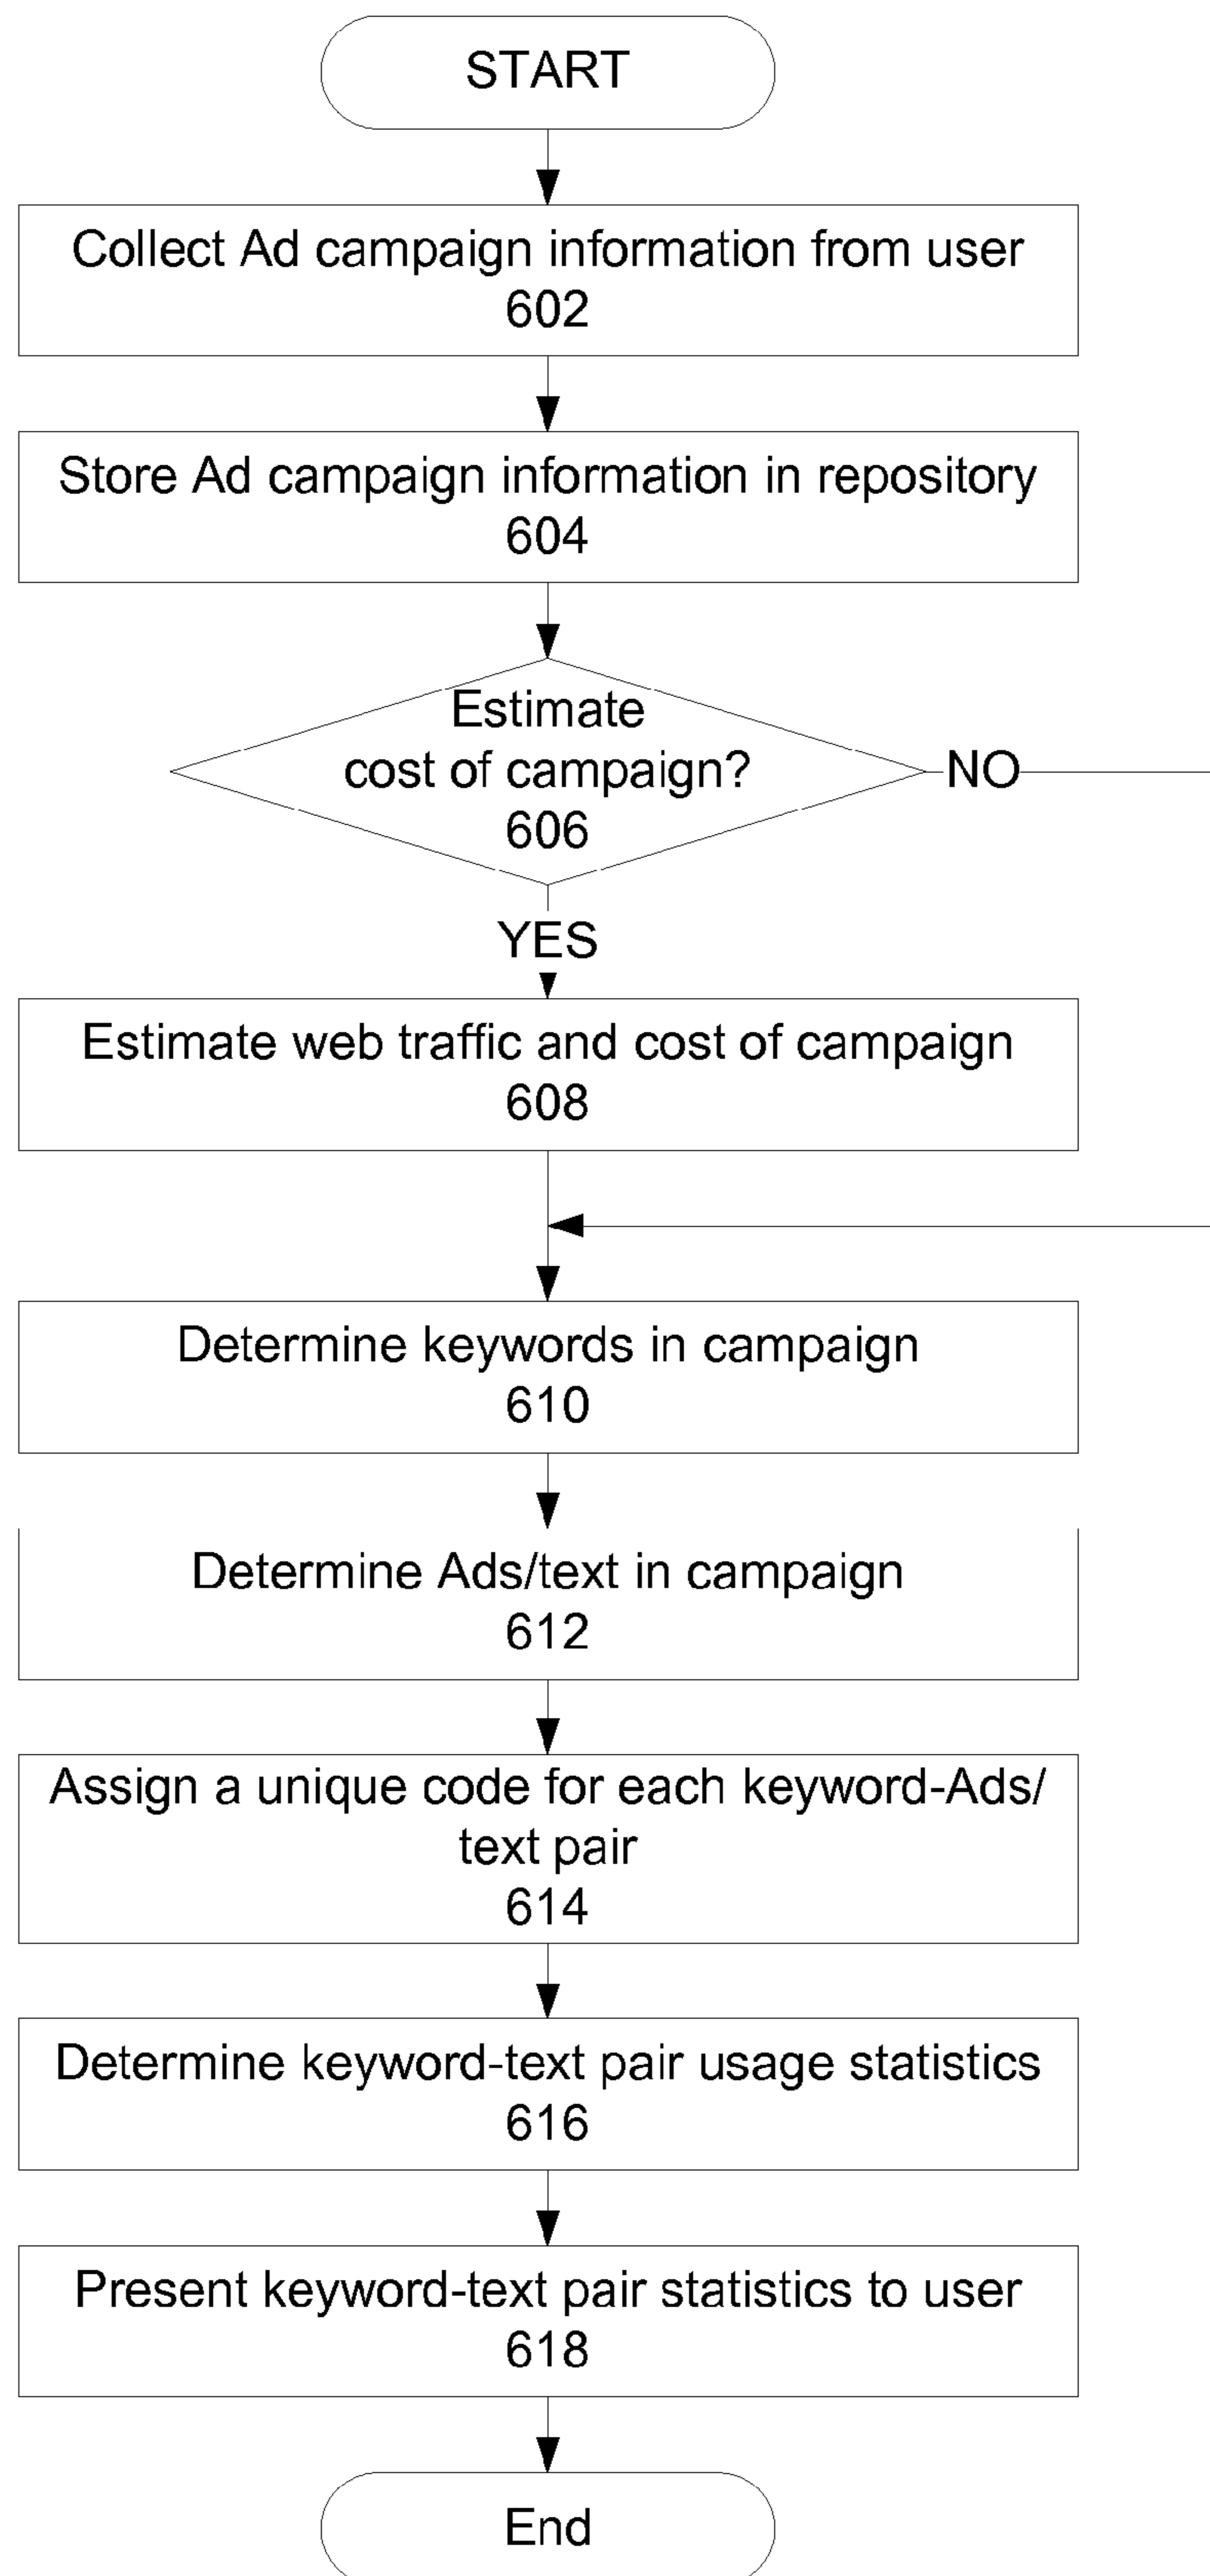 START
Collect Ad campaign information from user
602
Store Ad campaign information in repository
604
Estimate
cost of campaign?
606
NO
YES
Estimate web traffic and cost of campaign
608
Determine keywords in campaign
610
Determine Ads/text in campaign
612
Assign a unique code for each keyword-Ads/
text pair
614
Determine keyword-text pair usage statistics
616
Present keyword-text pair statistics to user
618
End